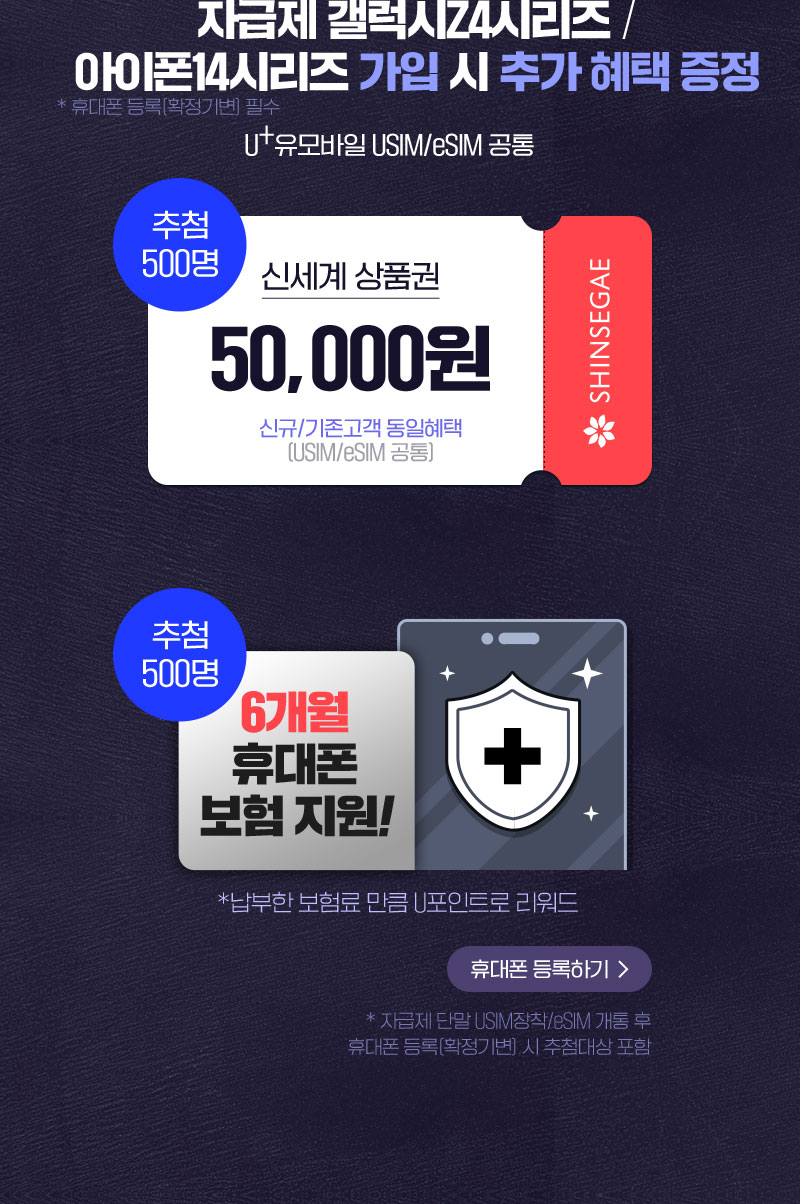 자급제 갤럭시Z4시리즈 /
아이폰14시리즈 가입 시 추가 혜택 증정
* 휴대폰 등록(확정기변) 필수
U+유모바일 USIM/eSIM 공통
추첨
500명
신세계 상품권
50,000원
신규/기존고객 동일혜택
(USIM/eSIM 공통)
SHINSEGAE
추첨
500명
6개월
휴대폰
보험 지원!
*납부한 보험료 만큼 U포인트로 리워드
휴대폰 등록하기 >
* 자급제 단말 USIM장착/eSIM 개통 후
휴대폰 등록(확정기변) 시 추첨대상 포함